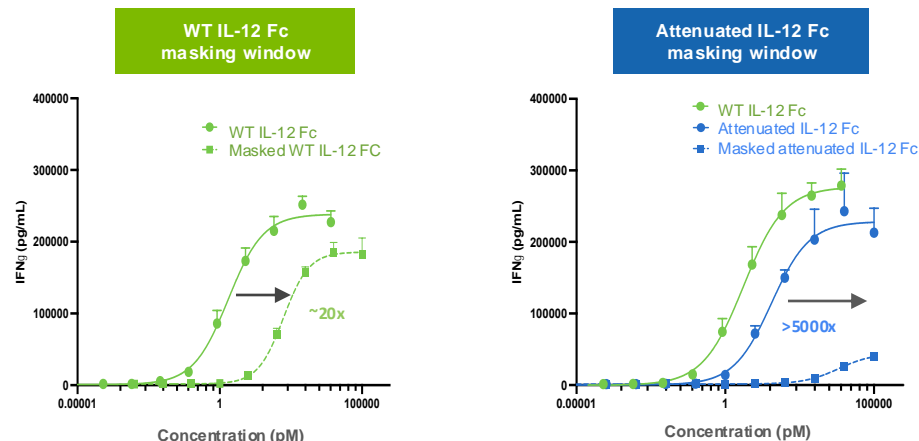 WT IL-12 Fc
masking window
400000
300000
200000
100000
0
IFNg (pg/mL)
WT IL-12 Fc
Masked WT IL-12 FC
~20x
0.00001
1
100000
Concentration (pM)
Attenuated IL-12 Fc
masking window
400000
300000
200000
100000
0
IFNg (pg/mL)
WT IL-12 Fc
Attenuated IL-12 Fc
Masked attenuated IL-12 Fc
>5000x
0.00001
1
100000
Concentration (pM)